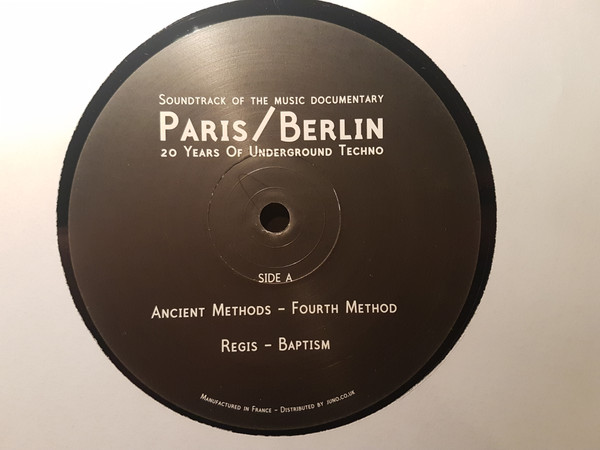 Soundtrack of the music documentary
Paris/Berlin
20 Years Of Underground Techno
SIDE A
Ancient Methods – Fourth Method
Regis – Baptism
Manufactured in France – Distributed by juno.co.uk